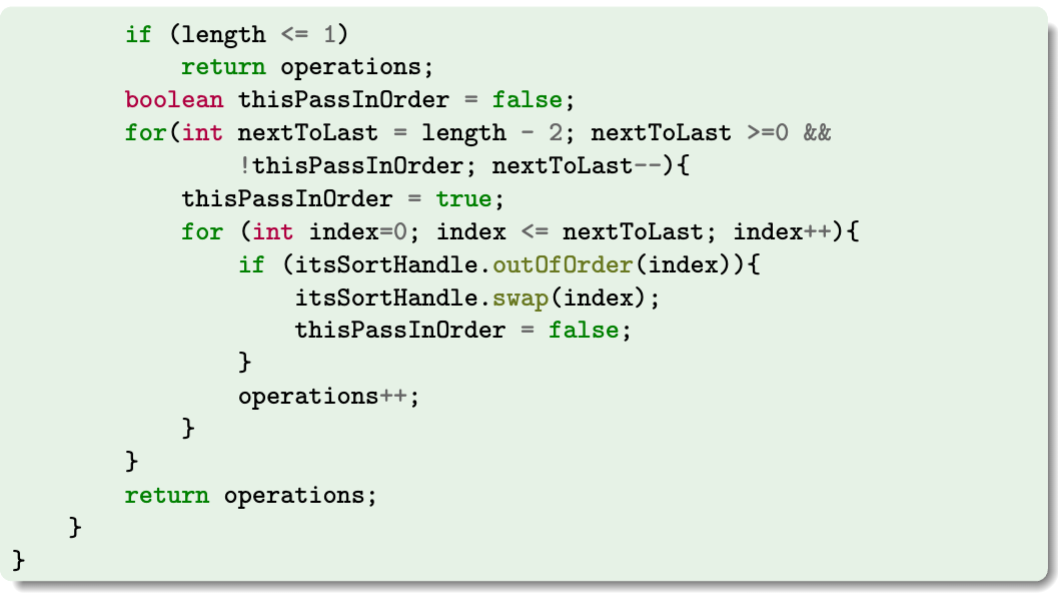 if (length <= 1)
return operations;
boolean thisPassInOrder = false;
for(int nextToLast = length - 2; nextToLast >=0 &&
!thisPassInOrder; nextToLast--){
thisPassInOrder = true;
for (int index=0; index <= nextToLast; index++){
if (itsSortHandle.outOfOrder(index)){
itsSortHandle.swap(index);
thisPassInOrder = false;
}
operations++;
}
}
return operations;
}
}